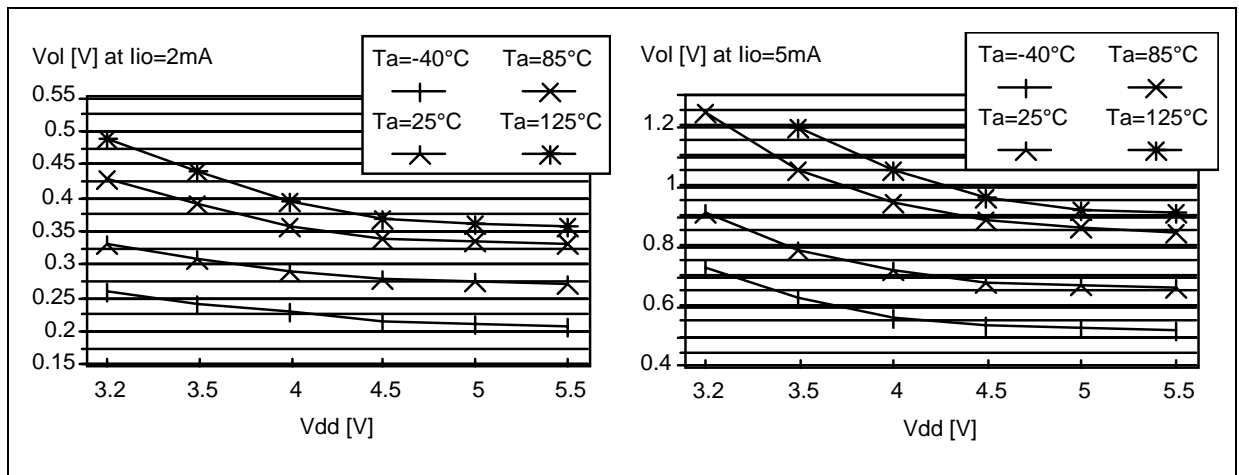 Vol [V] at Iio=2mA
Ta=-40°C Ta=85°C
Ta=25°C Ta=125°C
0.55
0.5
0.45
0.4
0.35
0.3
0.25
0.2
0.15
3.2 3.5 4 4.5 5 5.5
Vdd [V]
Vol [V] at Iio=5mA
Ta=-40°C Ta=85°C
Ta=25°C Ta=125°C
1.2
1
0.8
0.6
0.4
3.2 3.5 4 4.5 5 5.5
Vdd [V]